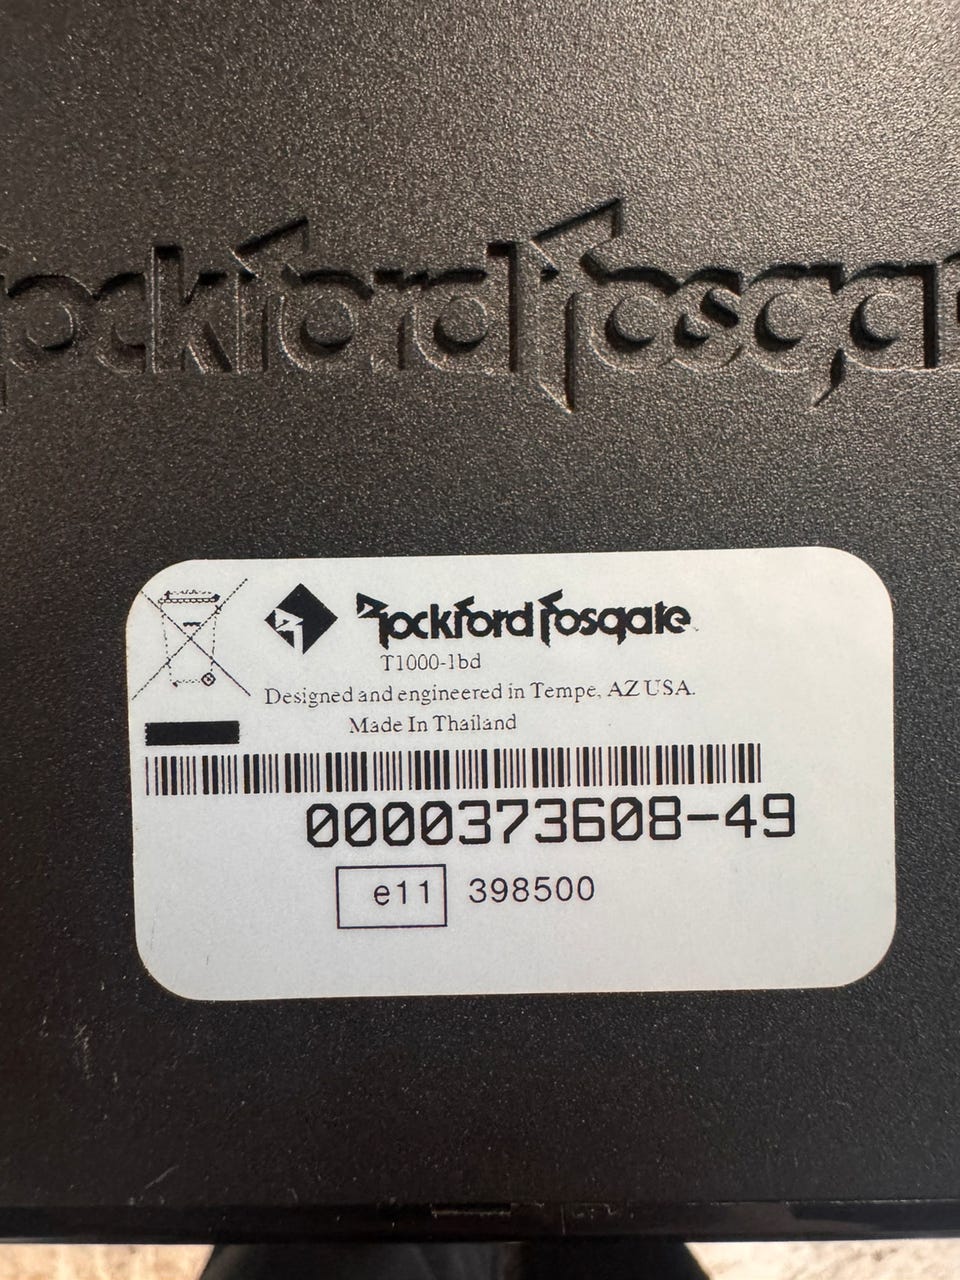 rockford fosgate
Rockford Fosgate
T1000-1bd
Designed and engineered in Tempe, AZ USA.
Made In Thailand
0000373608-49
e11 398500